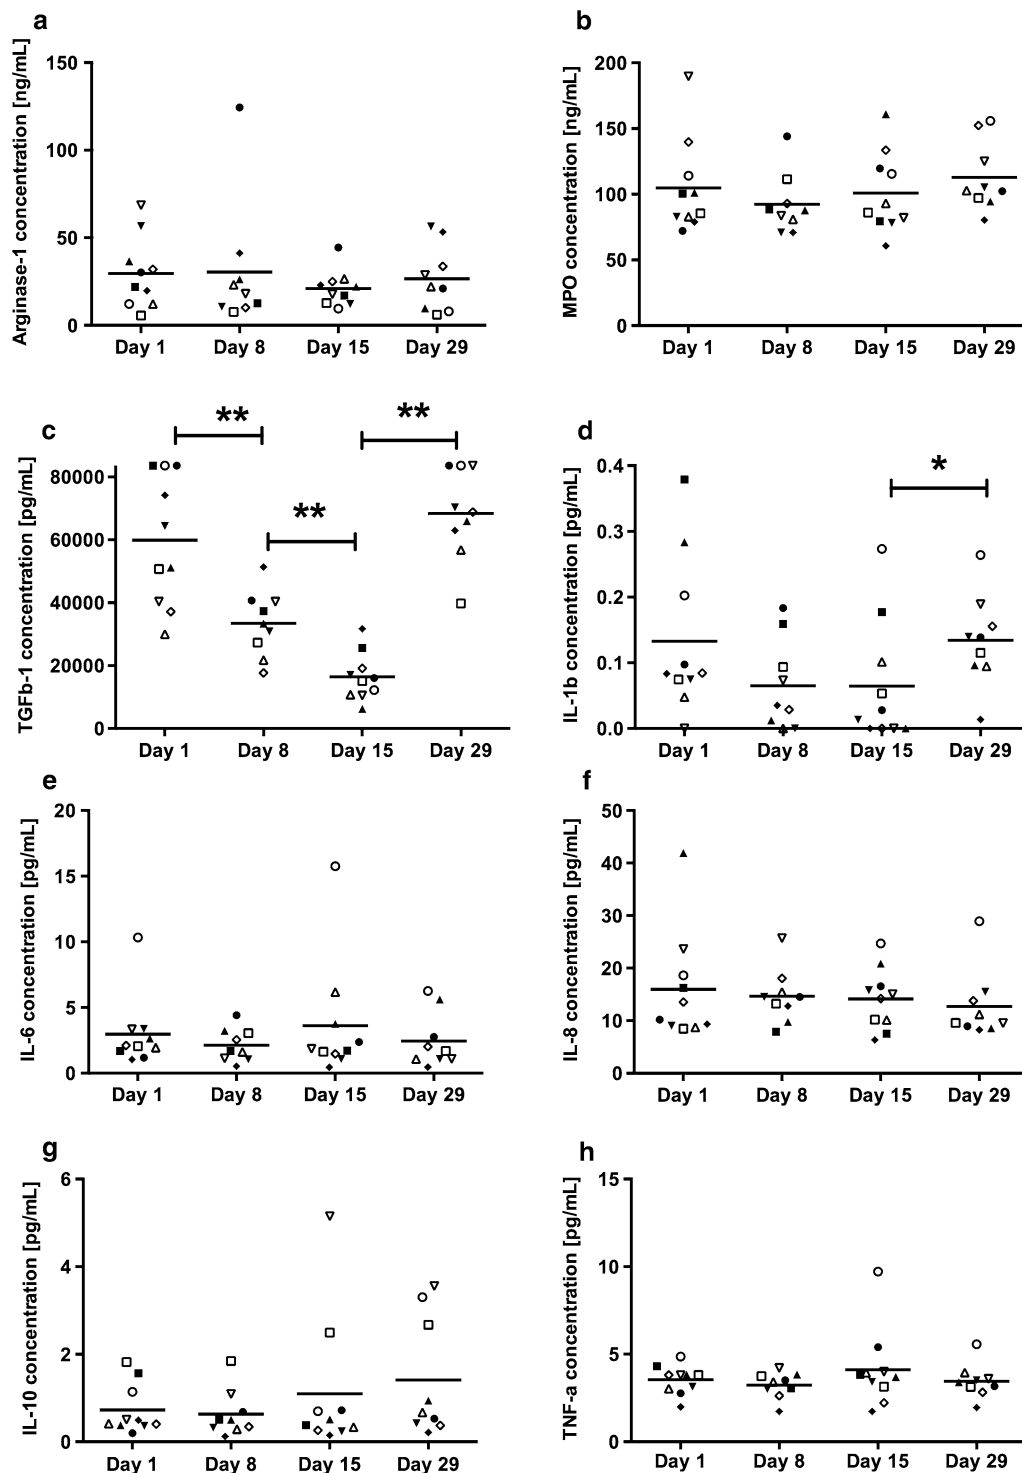 a
Arginase-1 concentration [ng/mL]
150
100
50
0
Day 1 Day 8 Day 15 Day 29
b
MPO concentration [ng/mL]
200
150
100
50
0
Day 1 Day 8 Day 15 Day 29
c
TGFb-1 concentration [pg/mL]
** ** **
80000
60000
40000
20000
0
Day 1 Day 8 Day 15 Day 29
d
IL-1b concentration [pg/mL]
*
0.4
0.3
0.2
0.1
0.0
Day 1 Day 8 Day 15 Day 29
e
IL-6 concentration [pg/mL]
20
15
10
5
0
Day 1 Day 8 Day 15 Day 29
f
IL-8 concentration [pg/mL]
50
40
30
20
10
0
Day 1 Day 8 Day 15 Day 29
g
IL-10 concentration [pg/mL]
6
4
2
0
Day 1 Day 8 Day 15 Day 29
h
TNF-a concentration [pg/mL]
15
10
5
0
Day 1 Day 8 Day 15 Day 29